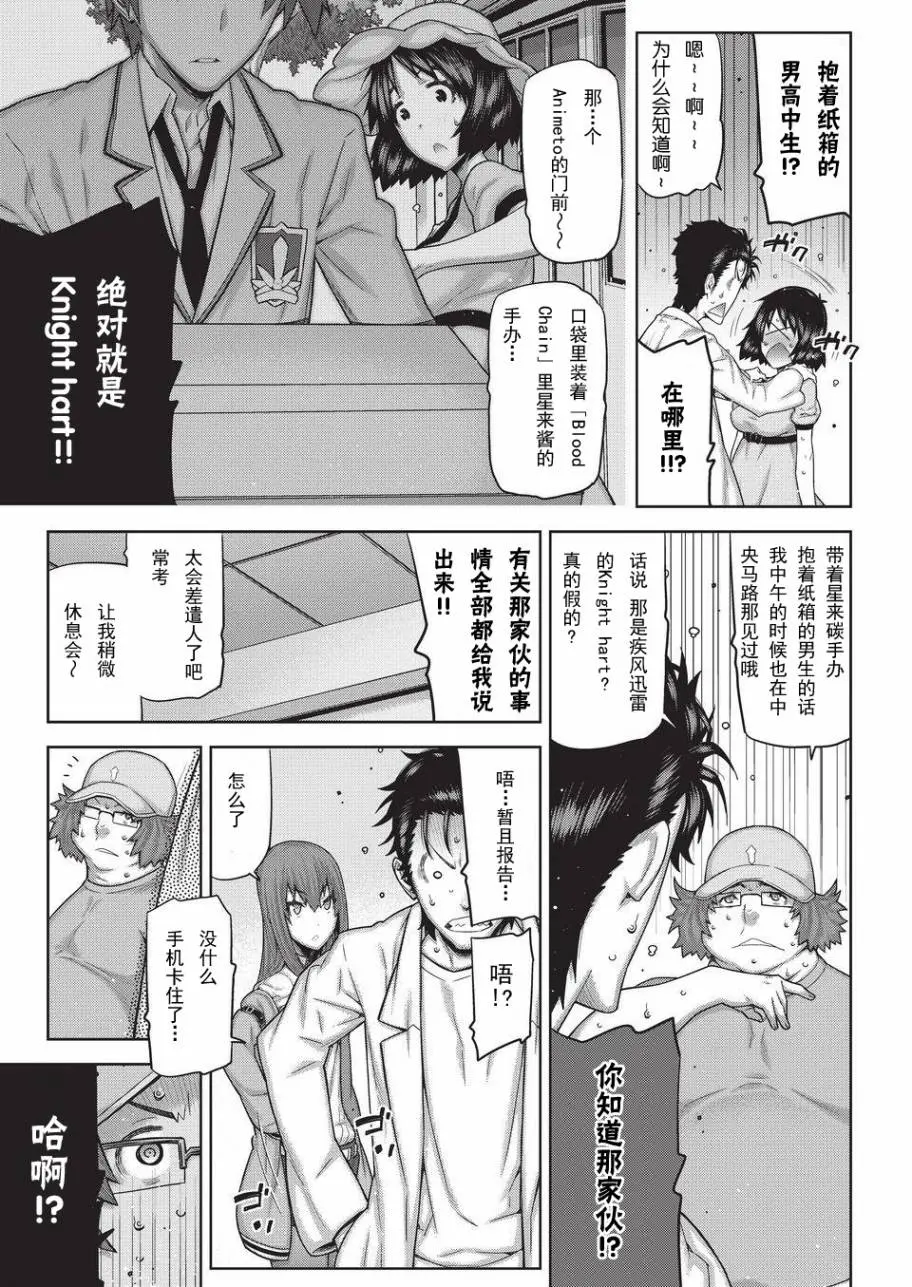 抱着纸箱的
男高中生!?
嗯～～啊～～
为什么会知道啊～
在哪里!!?
那…个
Animeto的门前～～
口袋里装着「Blood
Chain」里星来酱的
手办…
绝对就是
Knight hart!!
带着星来碳手办
抱着纸箱的男生的话
我中午的时候也在中
央马路那见过哦
话说 那是疾风迅雷
的Knight hart?
真的假的?
你知道那家伙!?
有关那家伙的事
情全部都给我说
出来!!
太会差遣人了吧
常考
让我稍微
休息会～
唔…暂且报告…
唔!?
怎么了
没什么
手机卡住了…
哈啊!?
ガク
ガク
ゴソ
ゴソ